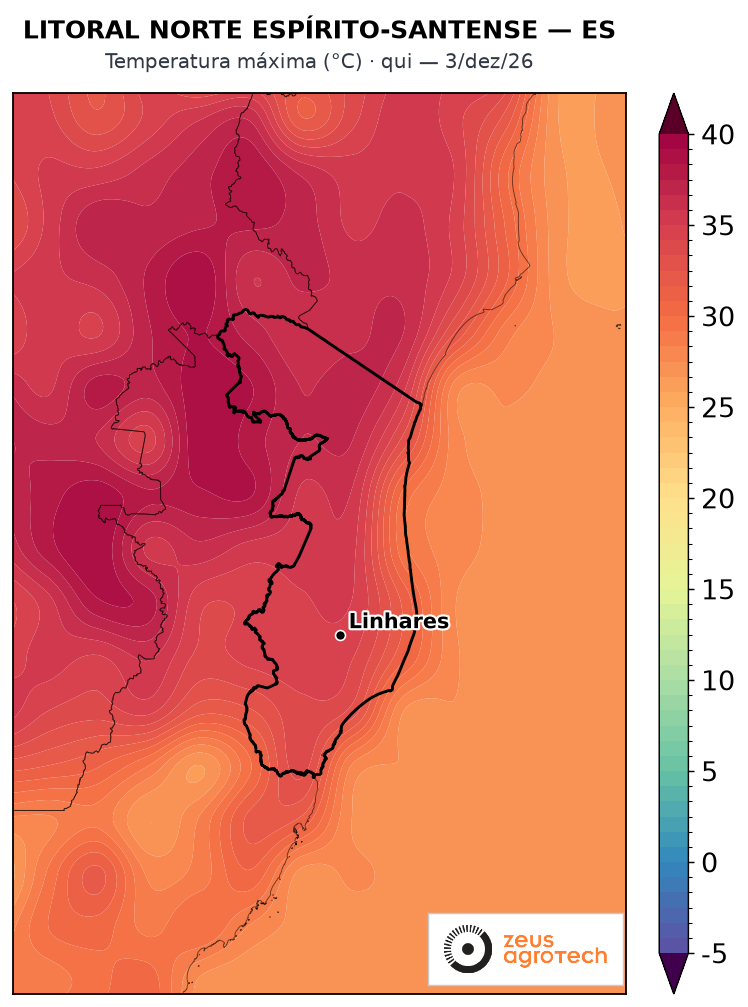 LITORAL NORTE ESPÍRITO-SANTENSE — ES
Temperatura máxima (°C) · qui — 3/dez/26
40
35
30
25
20
15
10
5
0
-5
Linhares
zeus
agrotech